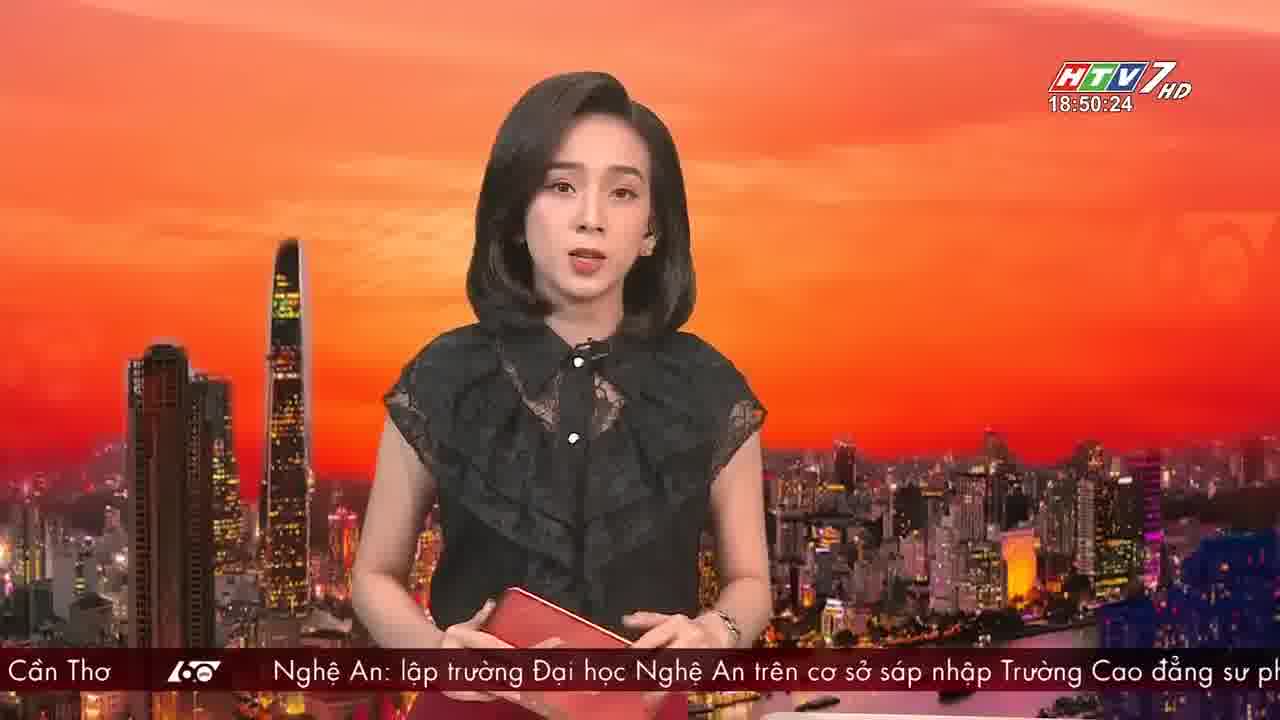 HTV7 HD
18:50:24
Cần Thơ 60 Nghệ An: lập trường Đại học Nghệ An trên cơ sở sáp nhập Trường Cao đẳng sư ph